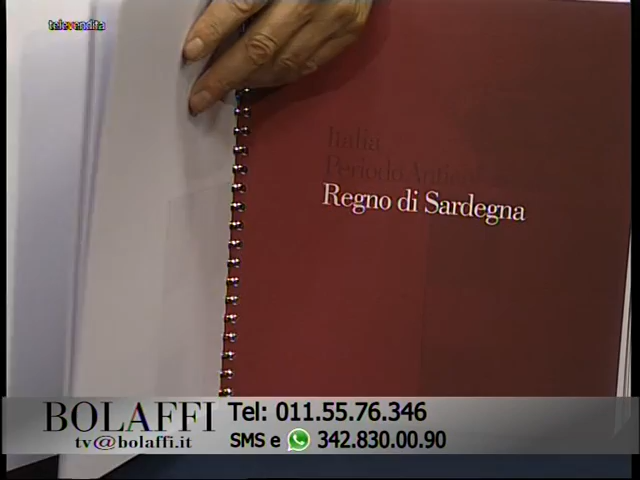 televendita
Italia
Periodo Antico
Regno di Sardegna
BOLAFFI
tv@bolaffi.it
Tel: 011.55.76.346
SMS e 342.830.00.90